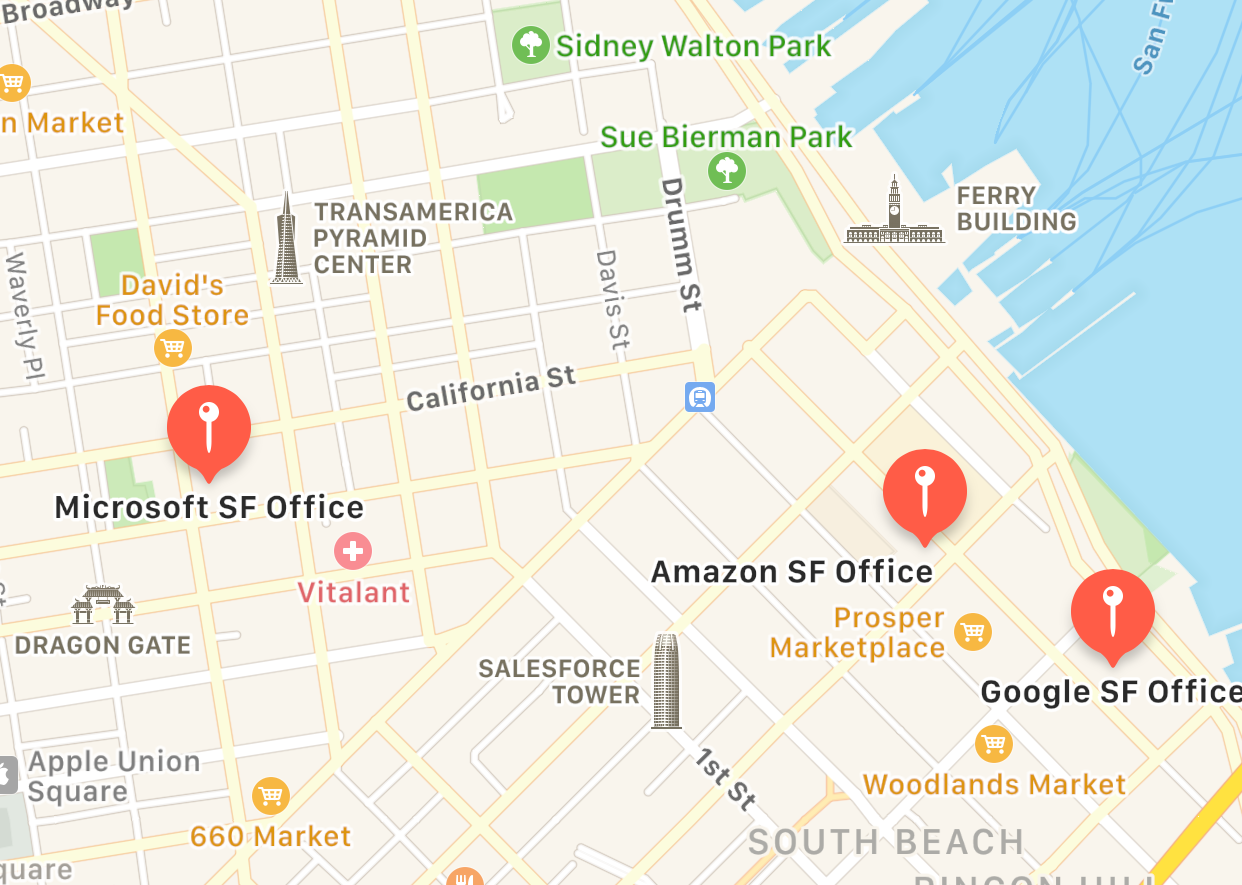 Broadway
Sidney Walton Park
n Market
Sue Bierman Park
Drumm St
TRANSAMERICA
PYRAMID
CENTER
FERRY
BUILDING
Waverly Pl
Davis St
David's
Food Store
California St
Microsoft SF Office
Vitalant
Amazon SF Office
Prosper
Marketplace
DRAGON GATE
SALESFORCE
TOWER
Google SF Office
1st St
Apple Union
Square
Woodlands Market
660 Market
SOUTH BEACH
quare
San F